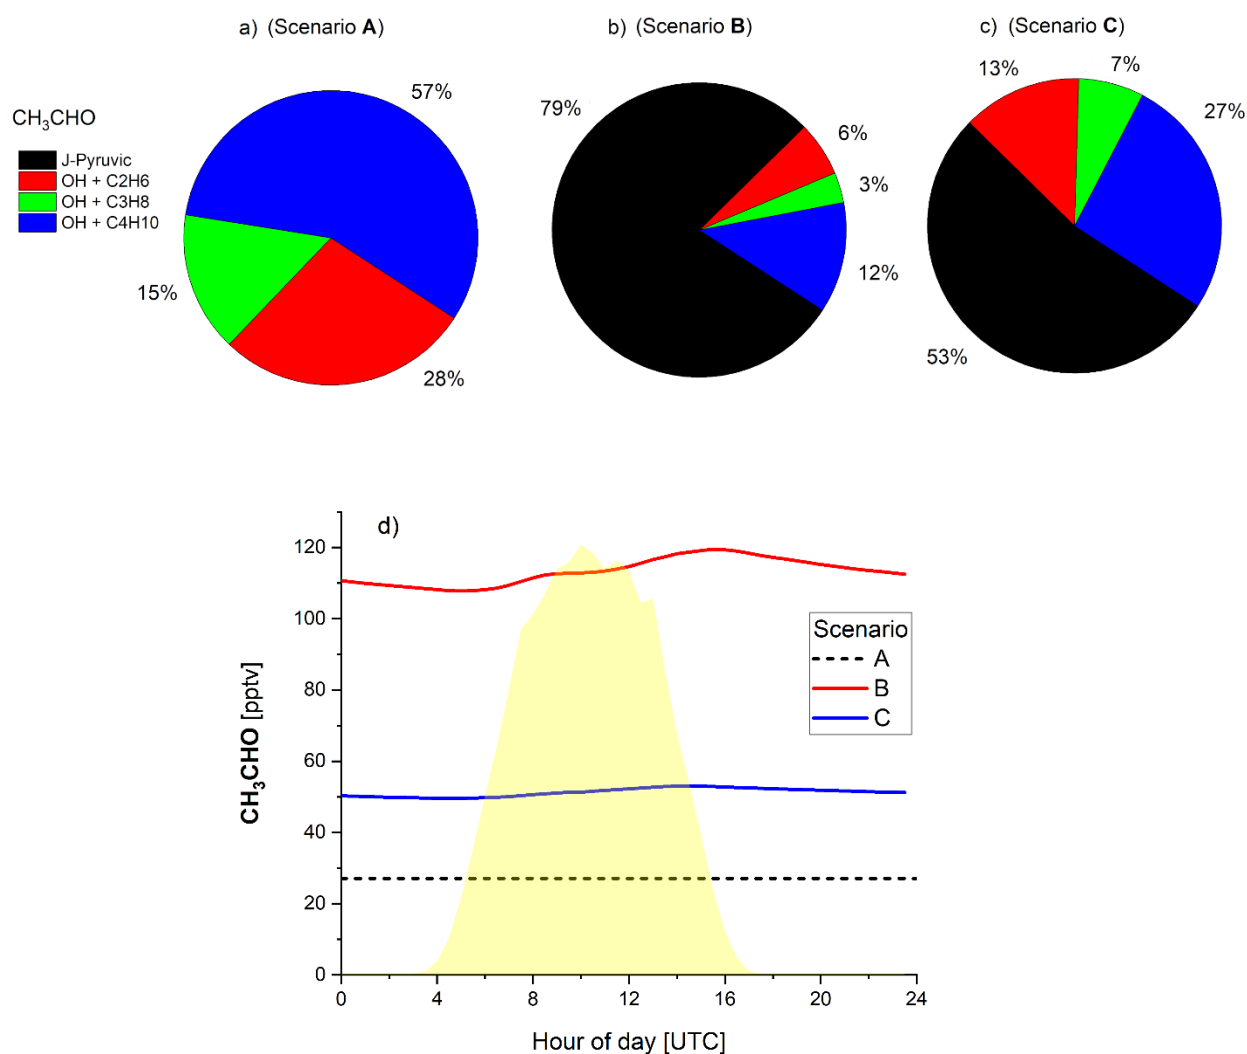 a) (Scenario A)
b) (Scenario B)
c) (Scenario C)
CH₃CHO
J-Pyruvic
OH + C2H6
OH + C3H8
OH + C4H10
57%
15%
28%
79%
6%
3%
12%
13%
7%
27%
53%
d)
CH₃CHO [pptv]
120
100
80
60
40
20
0
Scenario
A
B
C
0 4 8 12 16 20 24
Hour of day [UTC]